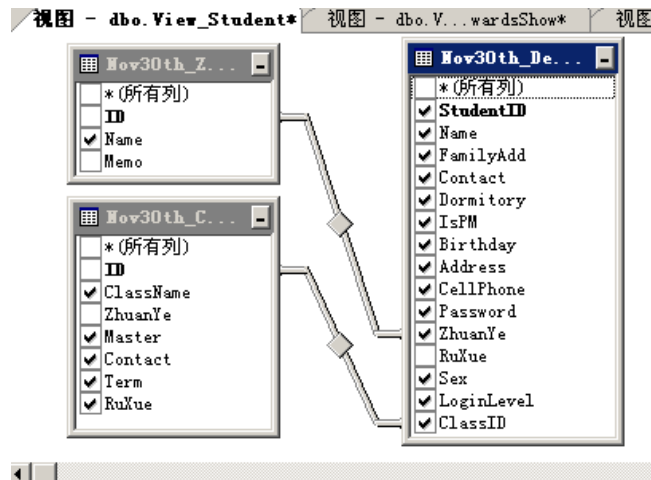 视图 - dbo.View_Student*
视图 - dbo.V...wardsShow*
视图
Nov30th_Z...
*(所有列)
ID
Name
Memo
Nov30th_C...
*(所有列)
ID
ClassName
ZhuanYe
Master
Contact
Term
RuXue
Nov30th_De...
*(所有列)
StudentID
Name
FamilyAdd
Contact
Dormitory
IsPM
Birthday
Address
CellPhone
Password
ZhuanYe
RuXue
Sex
LoginLevel
ClassID